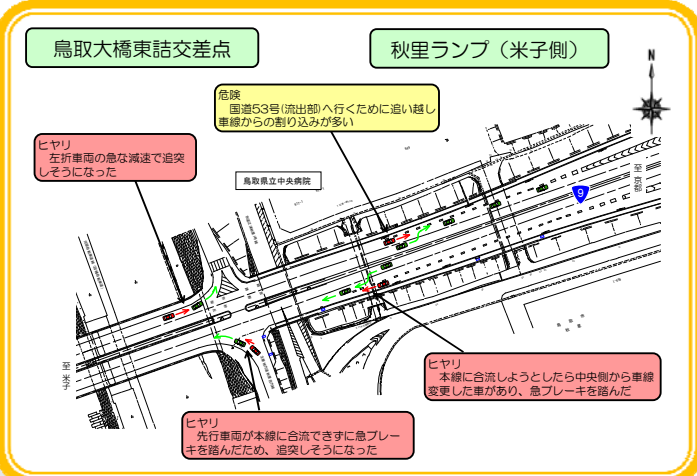 鳥取大橋東詰交差点
秋里ランプ（米子側）
N
危険
国道53号(流出部)へ行くために追い越し
車線からの割り込みが多い
ヒヤリ
左折車両の急な減速で追突
しそうになった
鳥取県立中央病院
至 京都
9
至 米子
ヒヤリ
本線に合流しようとしたら中央側から車線
変更した車があり、急ブレーキを踏んだ
ヒヤリ
先行車両が本線に合流できずに急ブレー
キを踏んだため、追突しそうになった